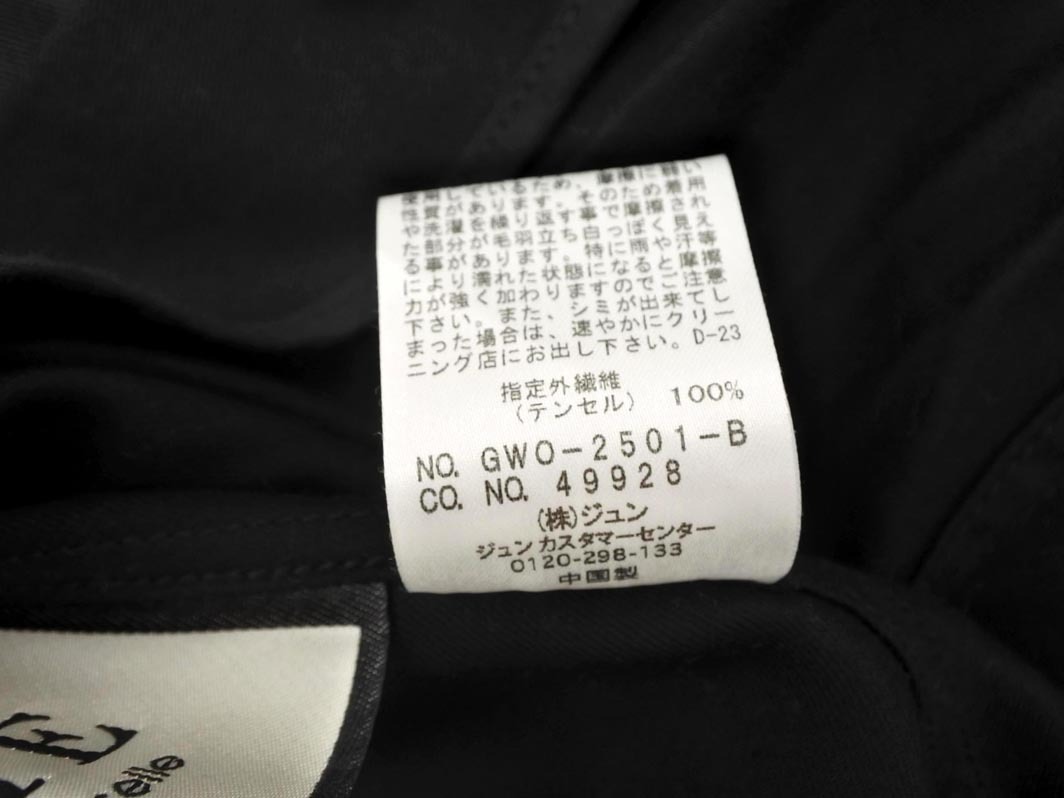 使用しているため、摩擦に弱い
性質があります。その為着用
や洗濯を繰り返す事で摩擦され
た部分が毛羽立ち白っぽく見え
る事があります。特に雨や汗等
により濡れた状態になると摩擦
力が強く加わりますのでご注意
下さい。また、シミが出来てし
まった場合は、速やかにクリー
ニング店にお出し下さい。D-23
指定外繊維
(テンセル) 100%
NO. GWO-2501-B
CO. NO. 49928
(株)ジュン
ジュン カスタマーセンター
0120-298-133
中国製